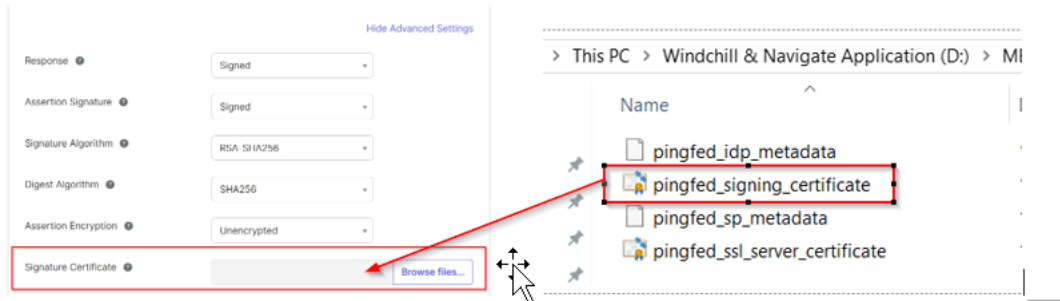 Hide Advanced Settings
Response
Signed
Assertion Signature
Signed
Signature Algorithm
RSA-SHA256
Digest Algorithm
SHA256
Assertion Encryption
Unencrypted
Signature Certificate
Browse files...
> This PC > Windchill & Navigate Application (D:) >
Name
pingfed_idp_metadata
pingfed_signing_certificate
pingfed_sp_metadata
pingfed_ssl_server_certificate